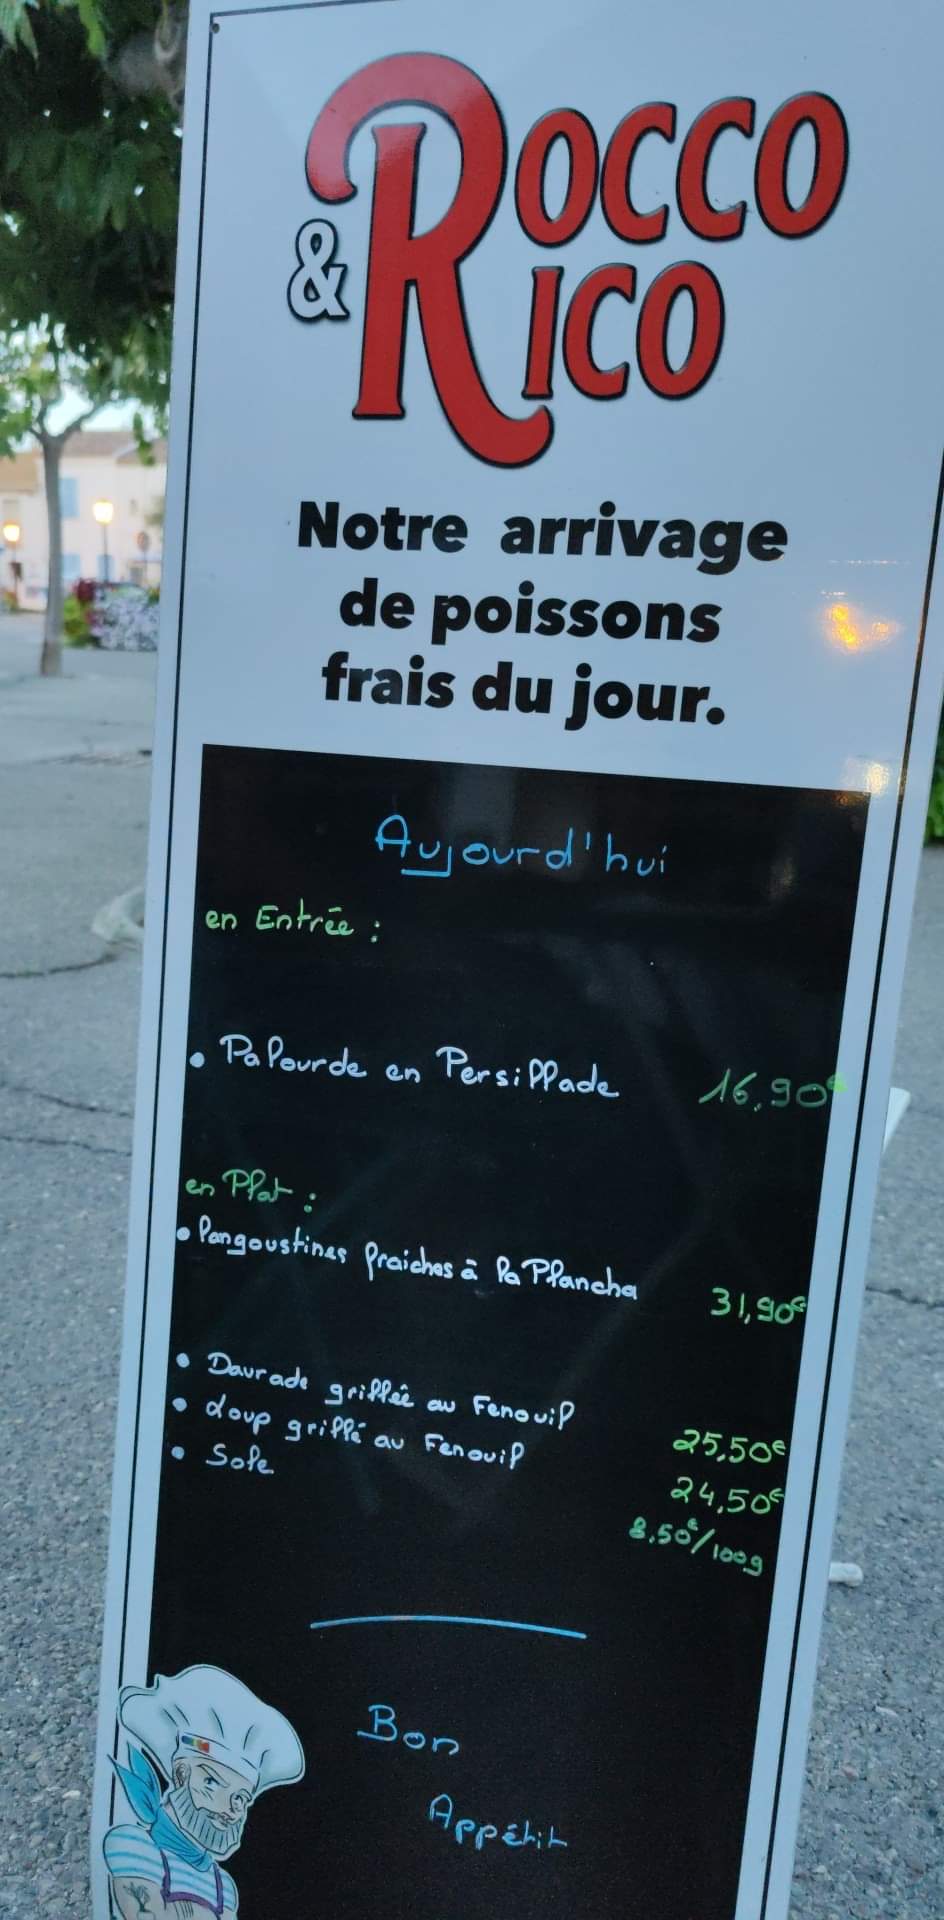 ROCCO
& RICO
Notre arrivage
de poissons
frais du jour.
Aujourd'hui
en Entrée :
• Palourde en Persillade 16,90€
en Plat :
• langoustines fraiches à la Plancha 31,90€
• Daurade grillée au Fenouil 25,50€
• Loup grillé au Fenouil 24,50€
• Sole 8.50€/100g
Bon
Appétit